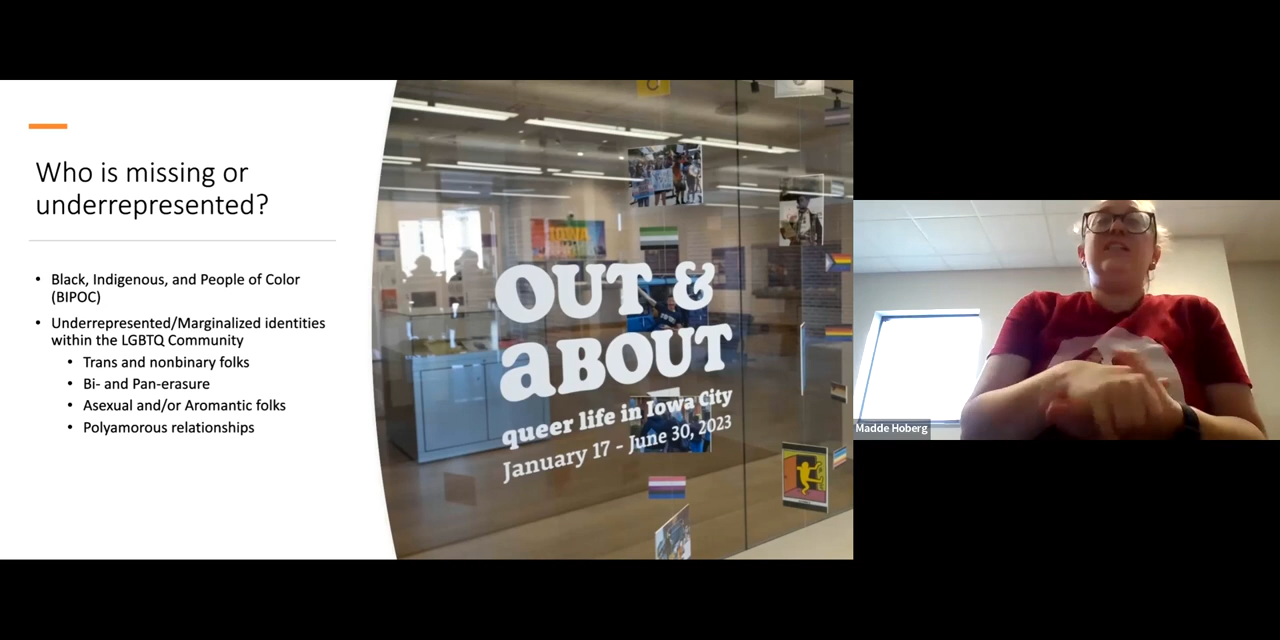 Who is missing or
underrepresented?
• Black, Indigenous, and People of Color
(BIPOC)
• Underrepresented/Marginalized identities
within the LGBTQ Community
• Trans and nonbinary folks
• Bi- and Pan-erasure
• Asexual and/or Aromantic folks
• Polyamorous relationships
IOWA
OUT &
aBOUT
queer life in Iowa City
January 17 - June 30, 2023
Madde Hoberg